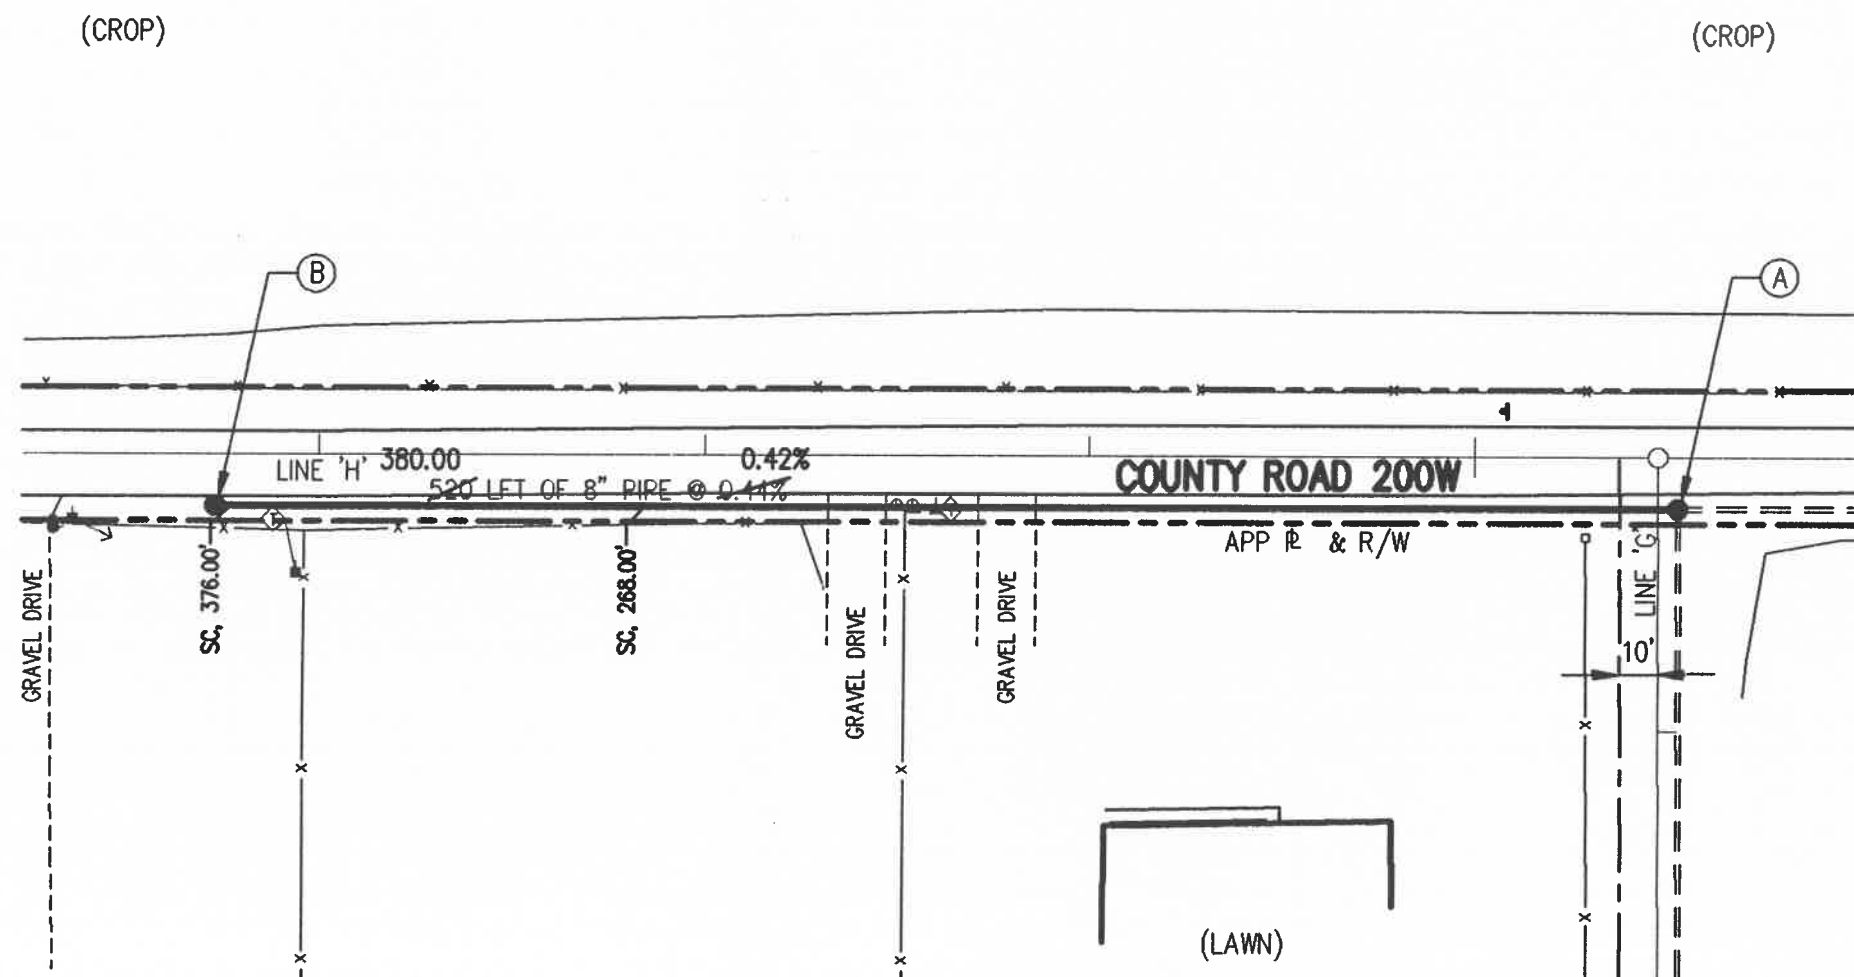 (CROP)
(CROP)
B
A
LINE 'H' 380.00 0.42%
520 LFT OF 8" PIPE @ 0.44%
COUNTY ROAD 200W
APP PL & R/W
SC, 376.00'
SC, 268.00'
GRAVEL DRIVE
GRAVEL DRIVE
GRAVEL DRIVE
LINE 'G'
10'
(LAWN)